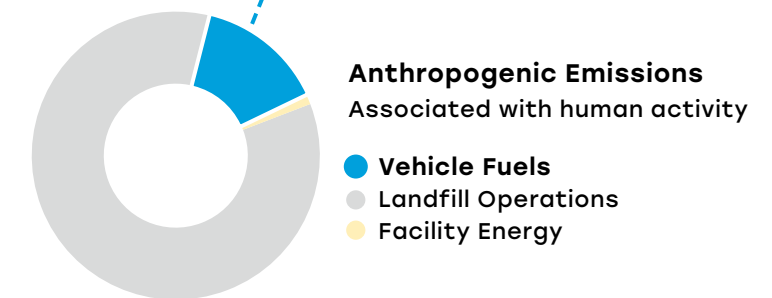 Anthropogenic Emissions
Associated with human activity
Vehicle Fuels
Landfill Operations
Facility Energy